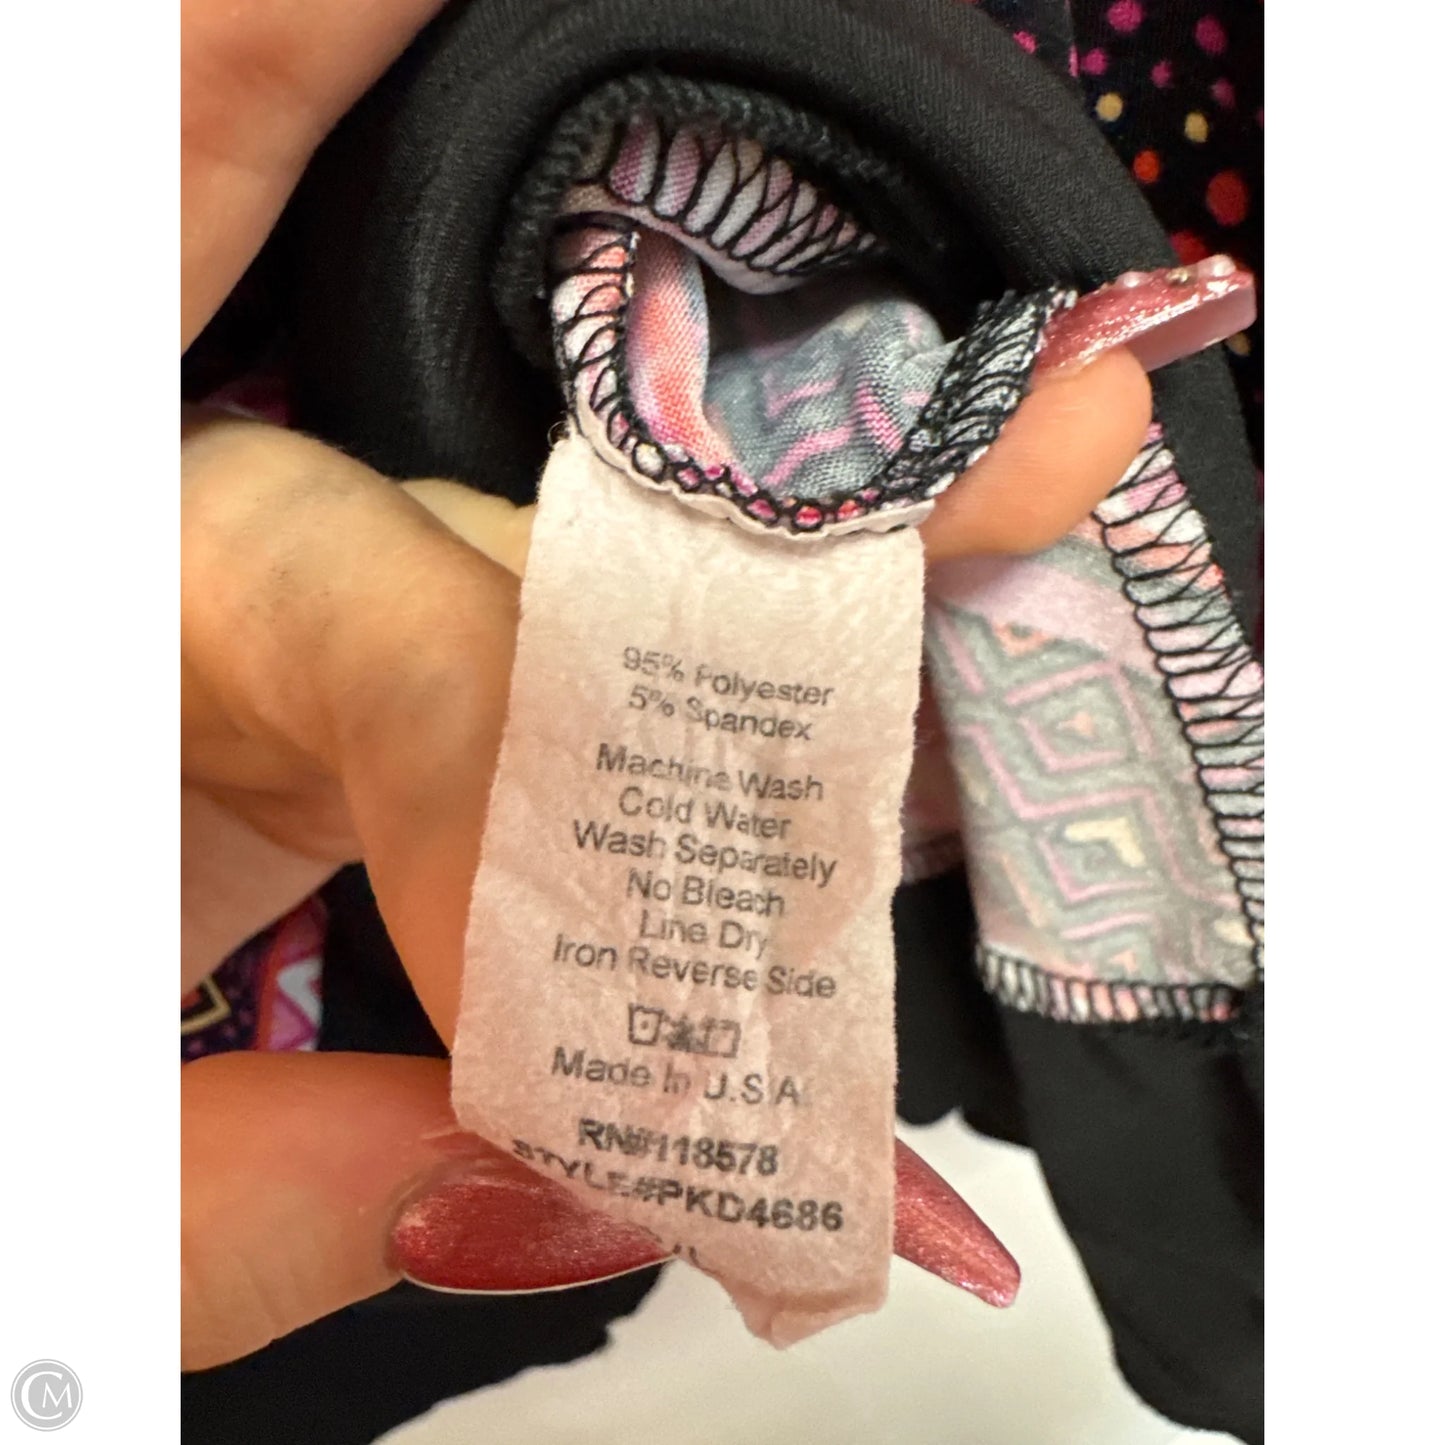 95% Polyester
5% Spandex
Machine Wash
Cold Water
Wash Separately
No Bleach
Line Dry
Iron Reverse Side
Made In U.S.A
RN#118578
STYLE#PKD4686
CM